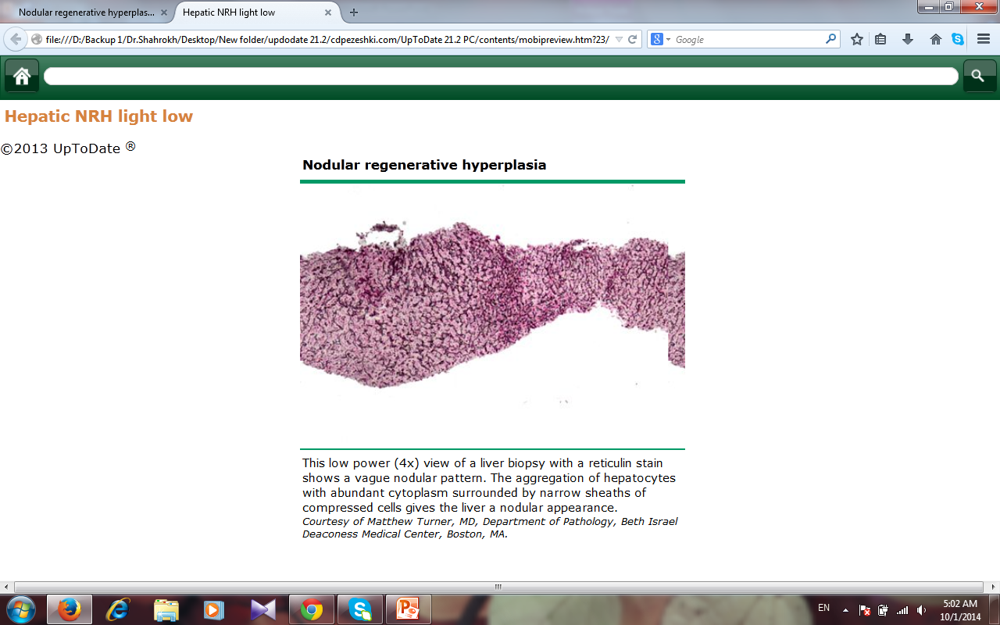 Nodular regenerative hyperplas...
Hepatic NRH light low
file:///D:/Backup 1/Dr.Shahrokh/Desktop/New folder/updodate 21.2/cdpezeshki.com/UpToDate 21.2 PC/contents/mobipreview.htm?23/
Google
Hepatic NRH light low
©2013 UpToDate ®
Nodular regenerative hyperplasia
This low power (4x) view of a liver biopsy with a reticulin stain
shows a vague nodular pattern. The aggregation of hepatocytes
with abundant cytoplasm surrounded by narrow sheaths of
compressed cells gives the liver a nodular appearance.
Courtesy of Matthew Turner, MD, Department of Pathology, Beth Israel
Deaconess Medical Center, Boston, MA.
EN
5:02 AM
10/1/2014